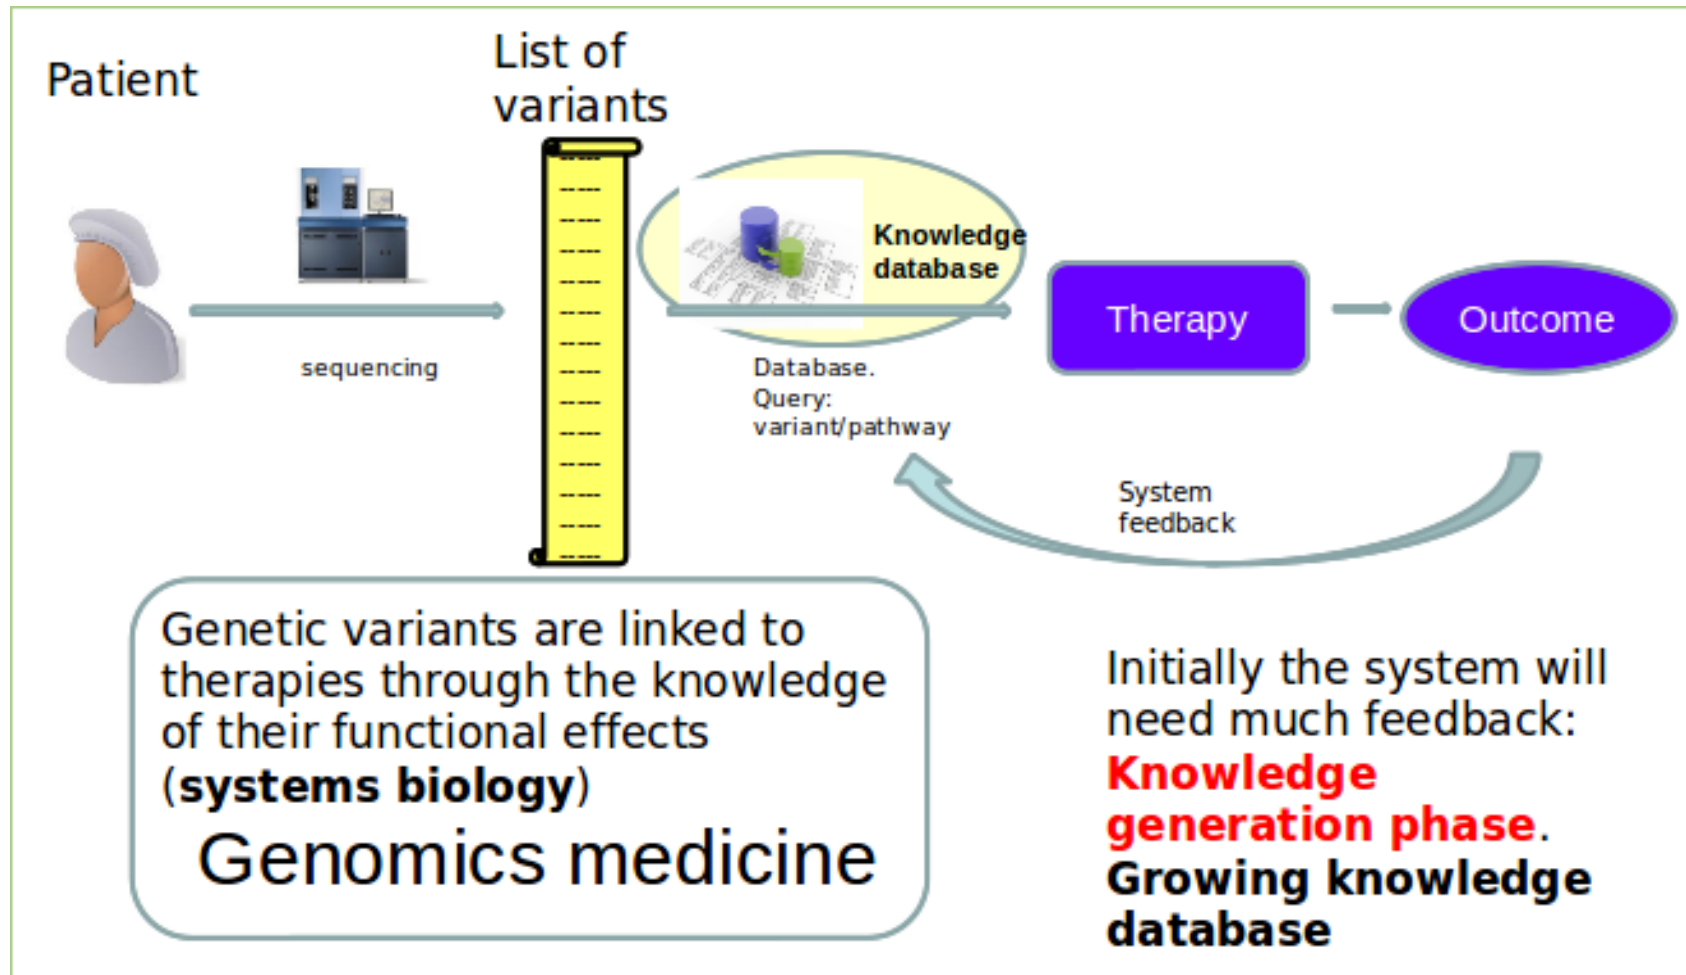 Patient
List of
variants
sequencing
Knowledge
database
Database.
Query:
variant/pathway
Therapy
Outcome
System
feedback
Genetic variants are linked to
therapies through the knowledge
of their functional effects
(systems biology)
Genomics medicine
Initially the system will
need much feedback:
Knowledge
generation phase.
Growing knowledge
database